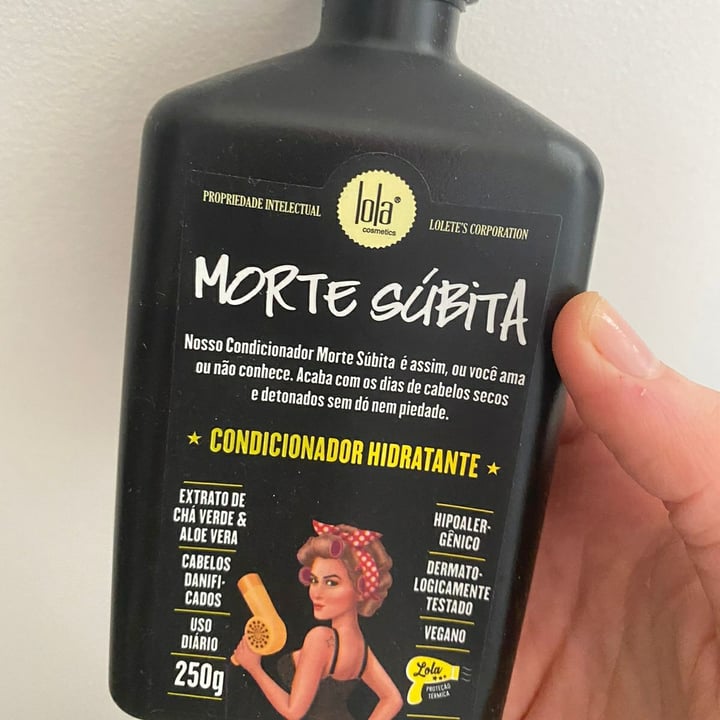 PROPRIEDADE INTELECTUAL
lola®
cosmetics
LOLETE'S CORPORATION
MORTE SÚBITA
Nosso Condicionador Morte Súbita é assim, ou você ama
ou não conhece. Acaba com os dias de cabelos secos
e detonados sem dó nem piedade.
★ CONDICIONADOR HIDRATANTE ★
EXTRATO DE
CHÁ VERDE &
ALOE VERA
CABELOS
DANIFI-
CADOS
USO
DIÁRIO
250g
HIPOALER-
GÊNICO
DERMATO-
LOGICAMENTE
TESTADO
VEGANO
Lola
PROTEÇÃO
TÉRMICA